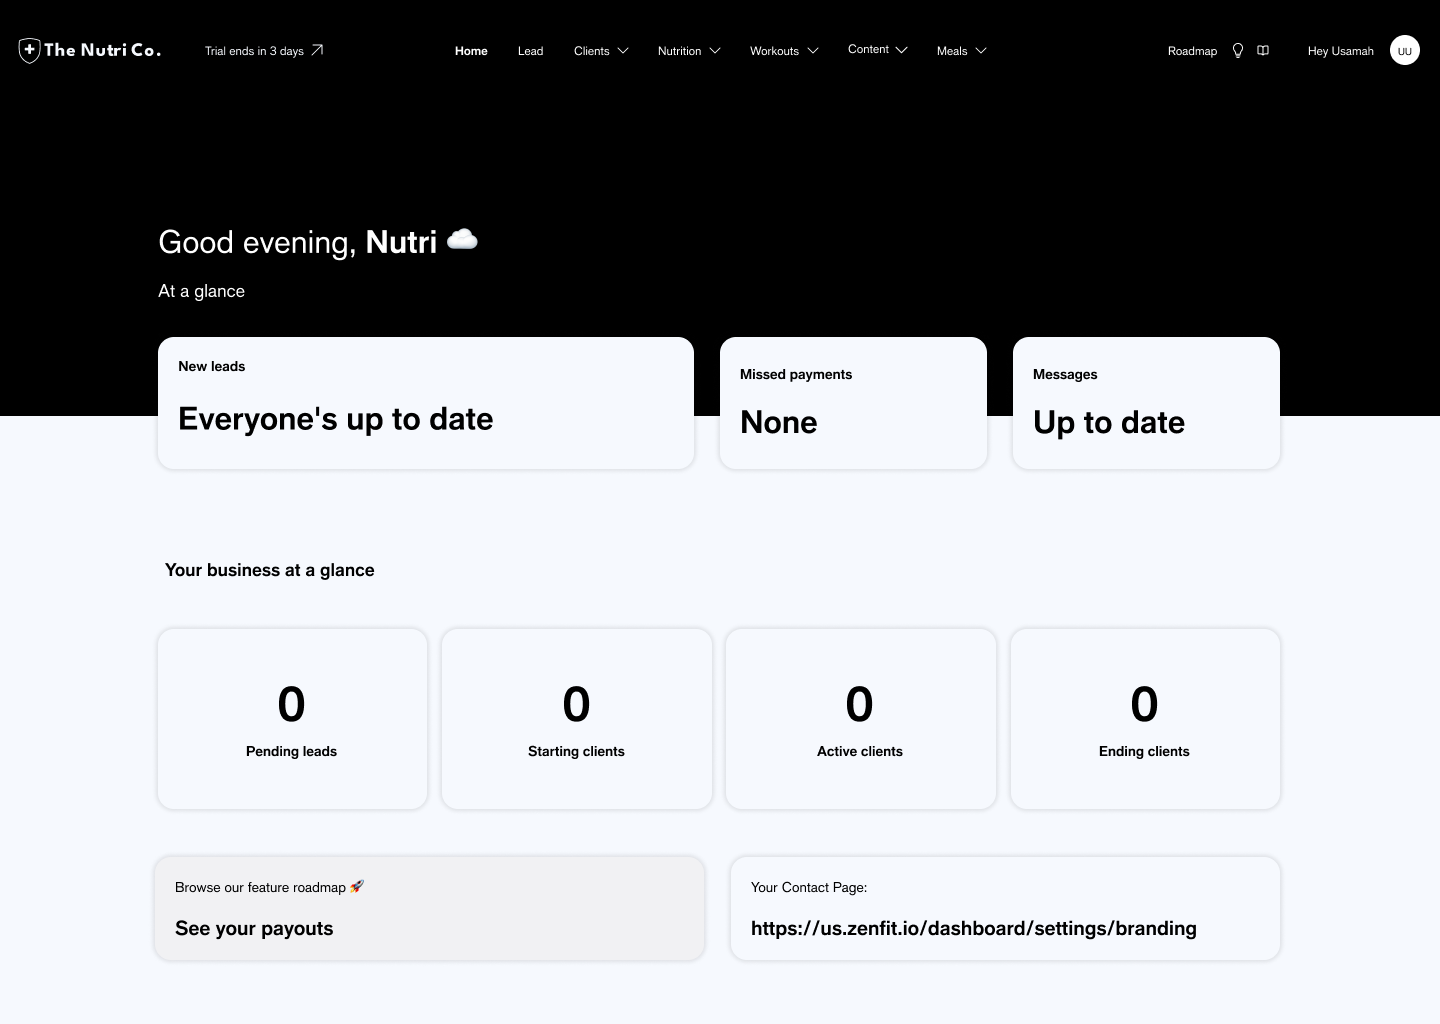 The Nutri Co.
Trial ends in 3 days
Home
Lead
Clients
Nutrition
Workouts
Content
Meals
Roadmap
Hey Usamah
UU
Good evening, Nutri
At a glance
New leads
Everyone's up to date
Missed payments
None
Messages
Up to date
Your business at a glance
0
Pending leads
0
Starting clients
0
Active clients
0
Ending clients
Browse our feature roadmap 🚀
See your payouts
Your Contact Page:
https://us.zenfit.io/dashboard/settings/branding